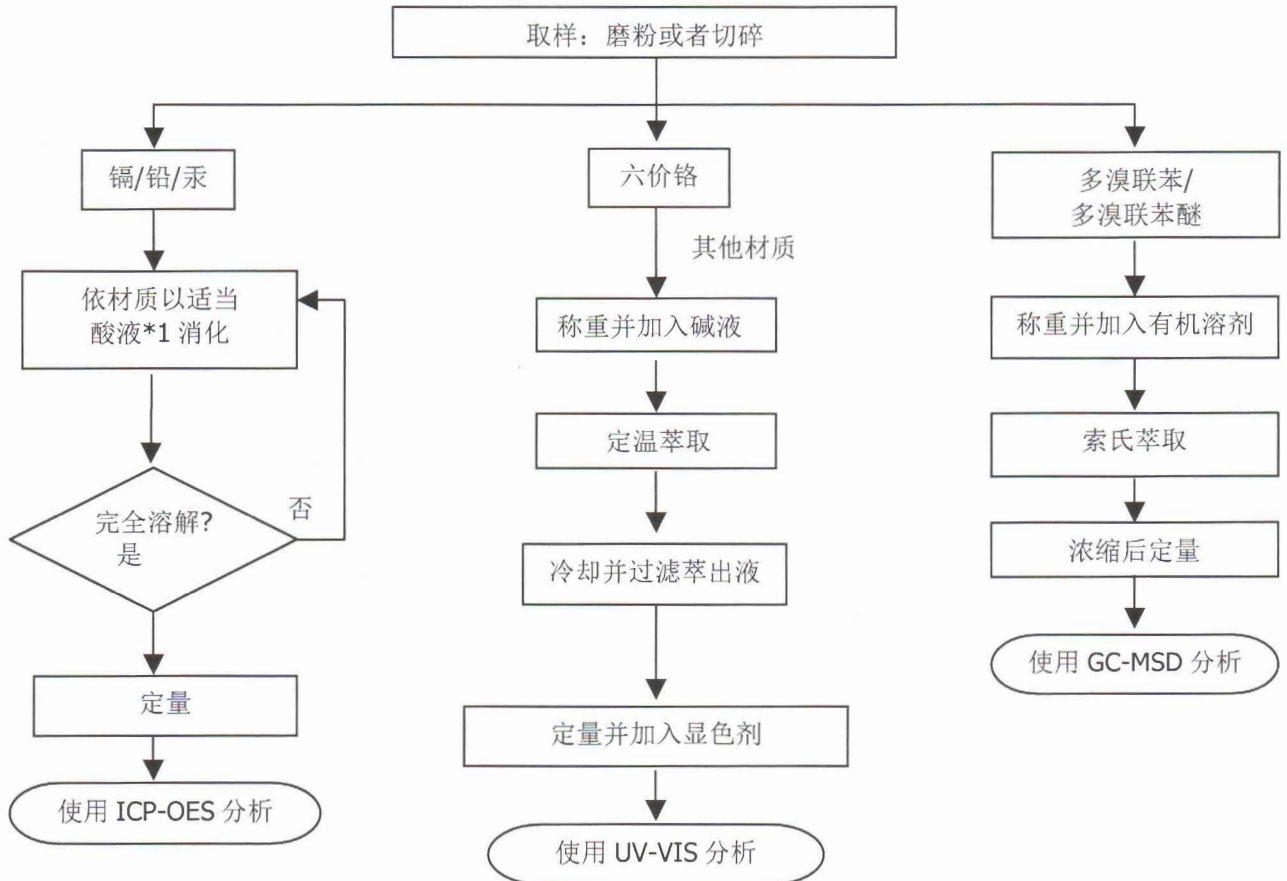 取样：磨粉或者切碎
镉/铅/汞
依材质以适当
酸液*1 消化
完全溶解?
是
否
定量
使用 ICP-OES 分析
六价铬
其他材质
称重并加入碱液
定温萃取
冷却并过滤萃出液
定量并加入显色剂
使用 UV-VIS 分析
多溴联苯/
多溴联苯醚
称重并加入有机溶剂
索氏萃取
浓缩后定量
使用 GC-MSD 分析